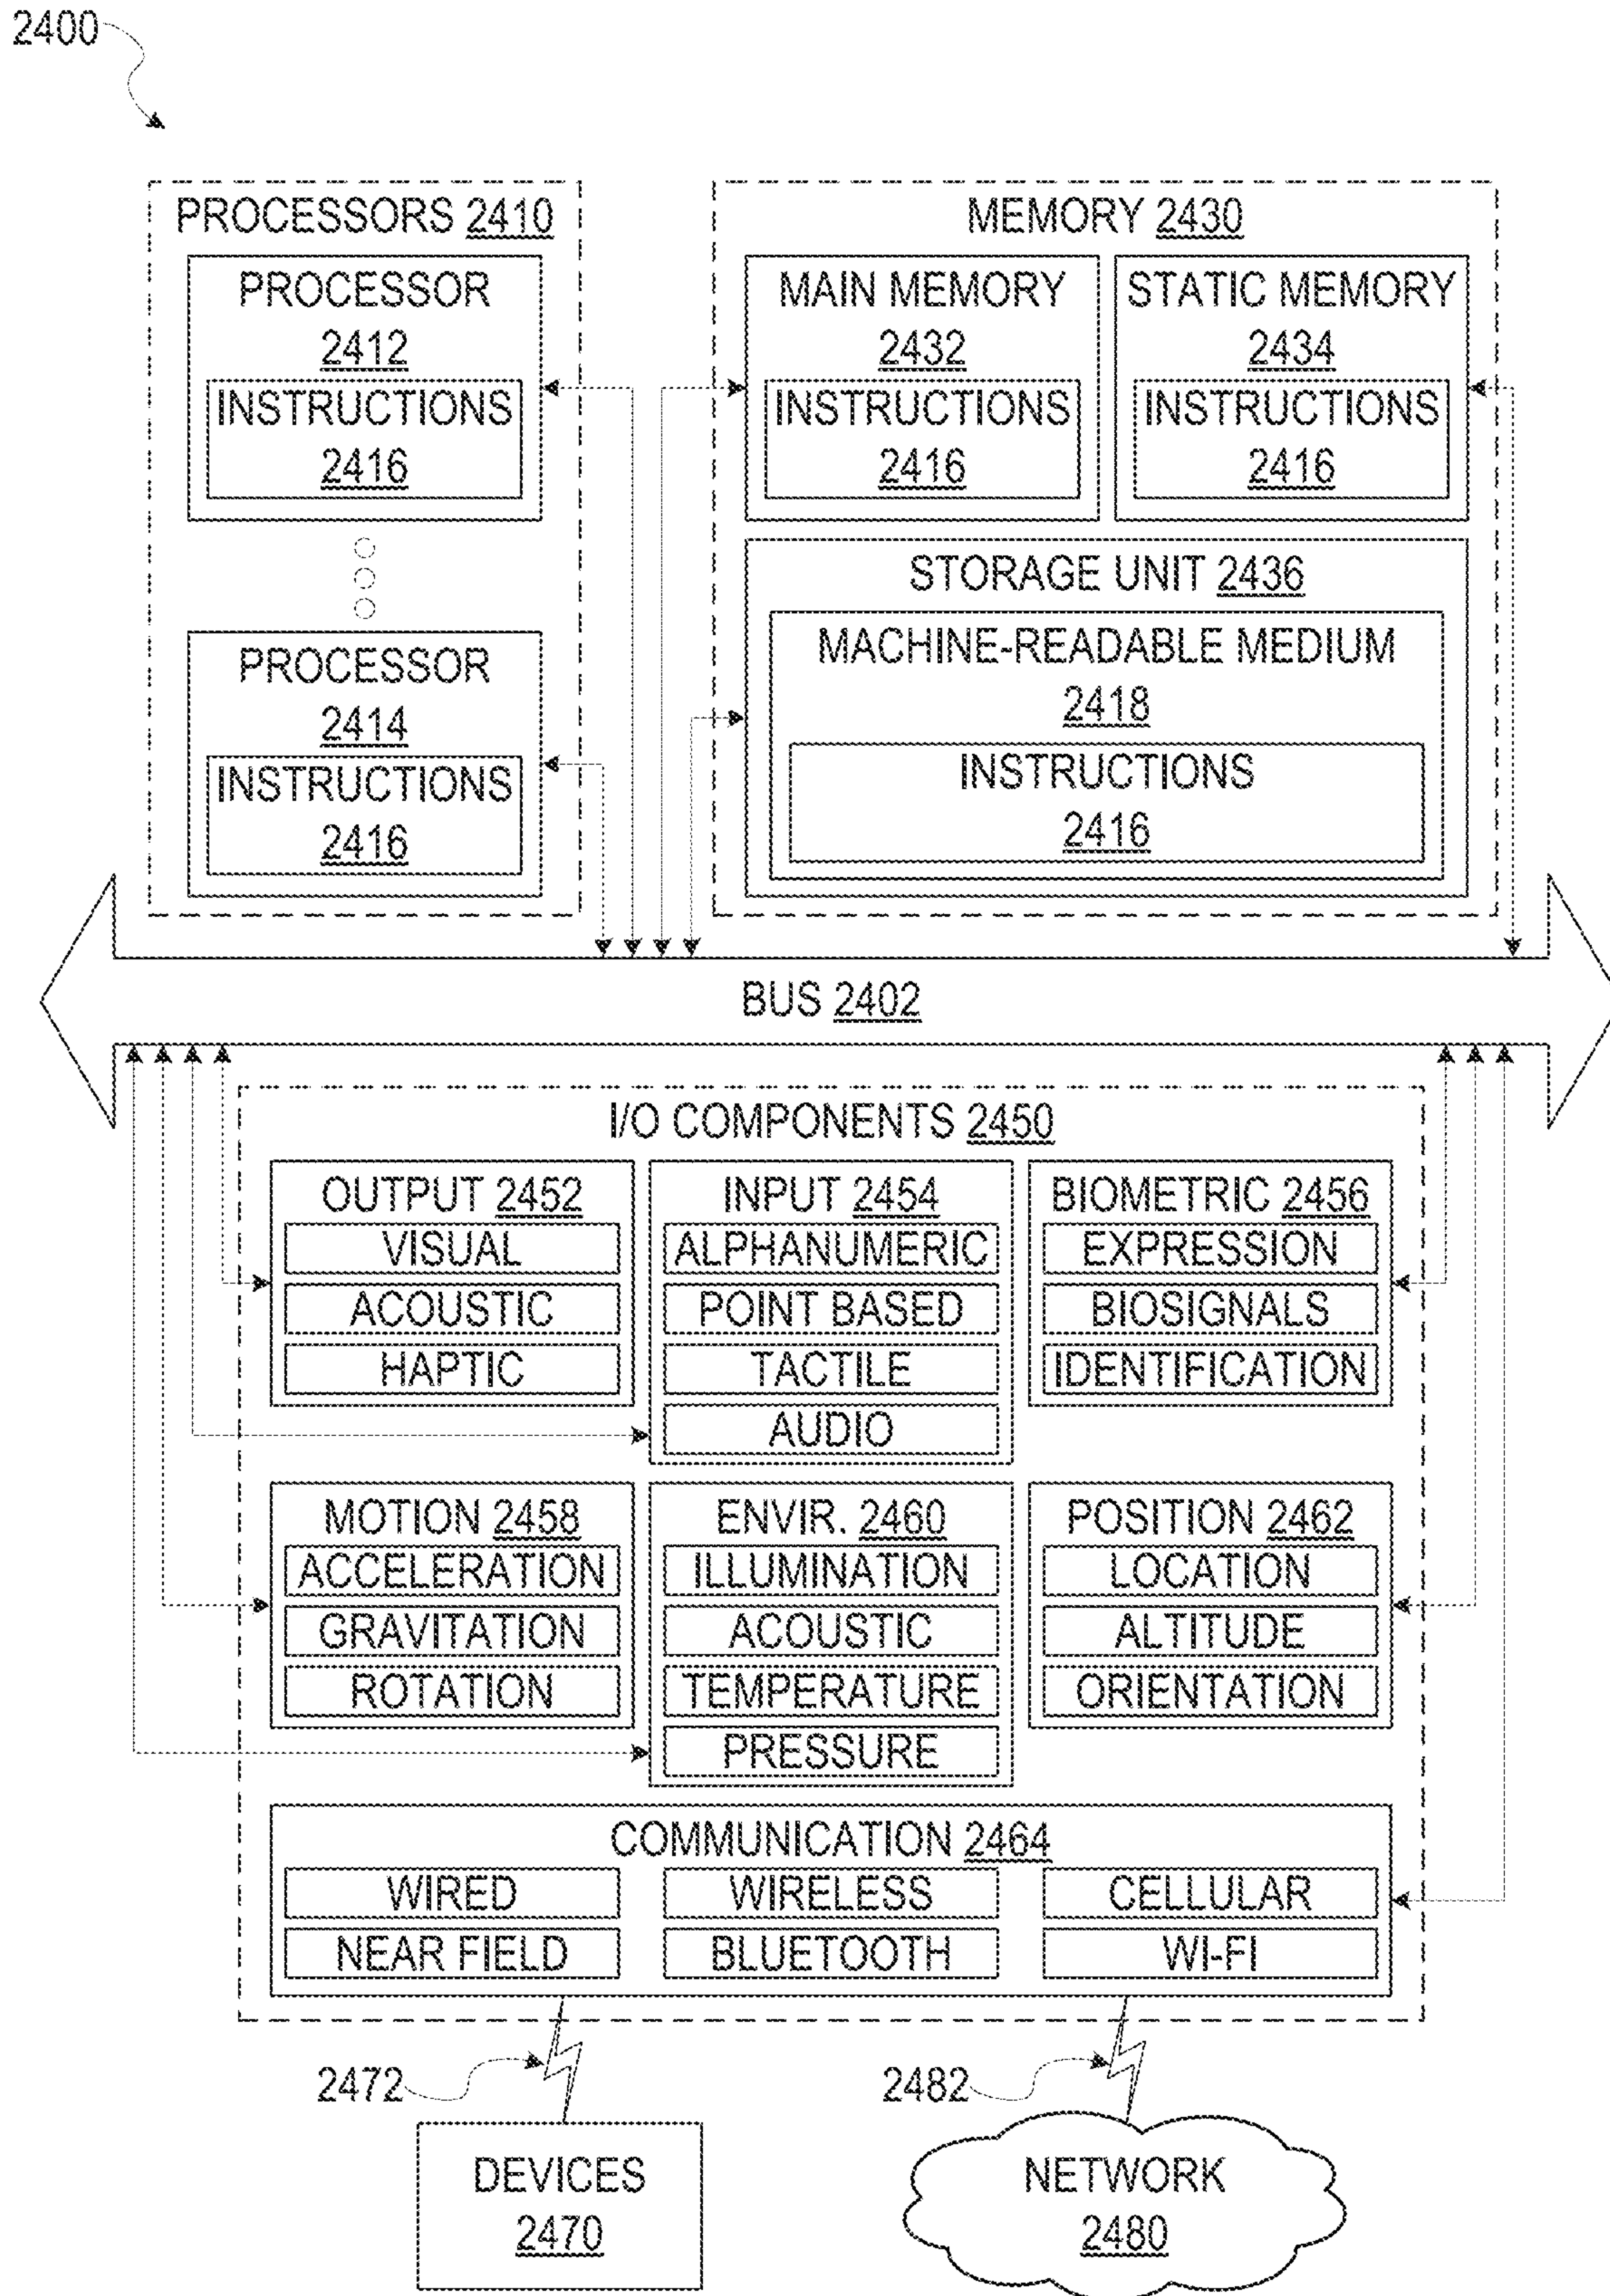 2400
PROCESSORS 2410
PROCESSOR
2412
INSTRUCTIONS
2416
PROCESSOR
2414
INSTRUCTIONS
2416
MEMORY 2430
MAIN MEMORY
2432
INSTRUCTIONS
2416
STATIC MEMORY
2434
INSTRUCTIONS
2416
STORAGE UNIT 2436
MACHINE-READABLE MEDIUM
2418
INSTRUCTIONS
2416
BUS 2402
I/O COMPONENTS 2450
OUTPUT 2452
VISUAL
ACOUSTIC
HAPTIC
INPUT 2454
ALPHANUMERIC
POINT BASED
TACTILE
AUDIO
BIOMETRIC 2456
EXPRESSION
BIOSIGNALS
IDENTIFICATION
MOTION 2458
ACCELERATION
GRAVITATION
ROTATION
ENVIR. 2460
ILLUMINATION
ACOUSTIC
TEMPERATURE
PRESSURE
POSITION 2462
LOCATION
ALTITUDE
ORIENTATION
COMMUNICATION 2464
WIRED
WIRELESS
CELLULAR
NEAR FIELD
BLUETOOTH
WI-FI
2472
2482
DEVICES
2470
NETWORK
2480